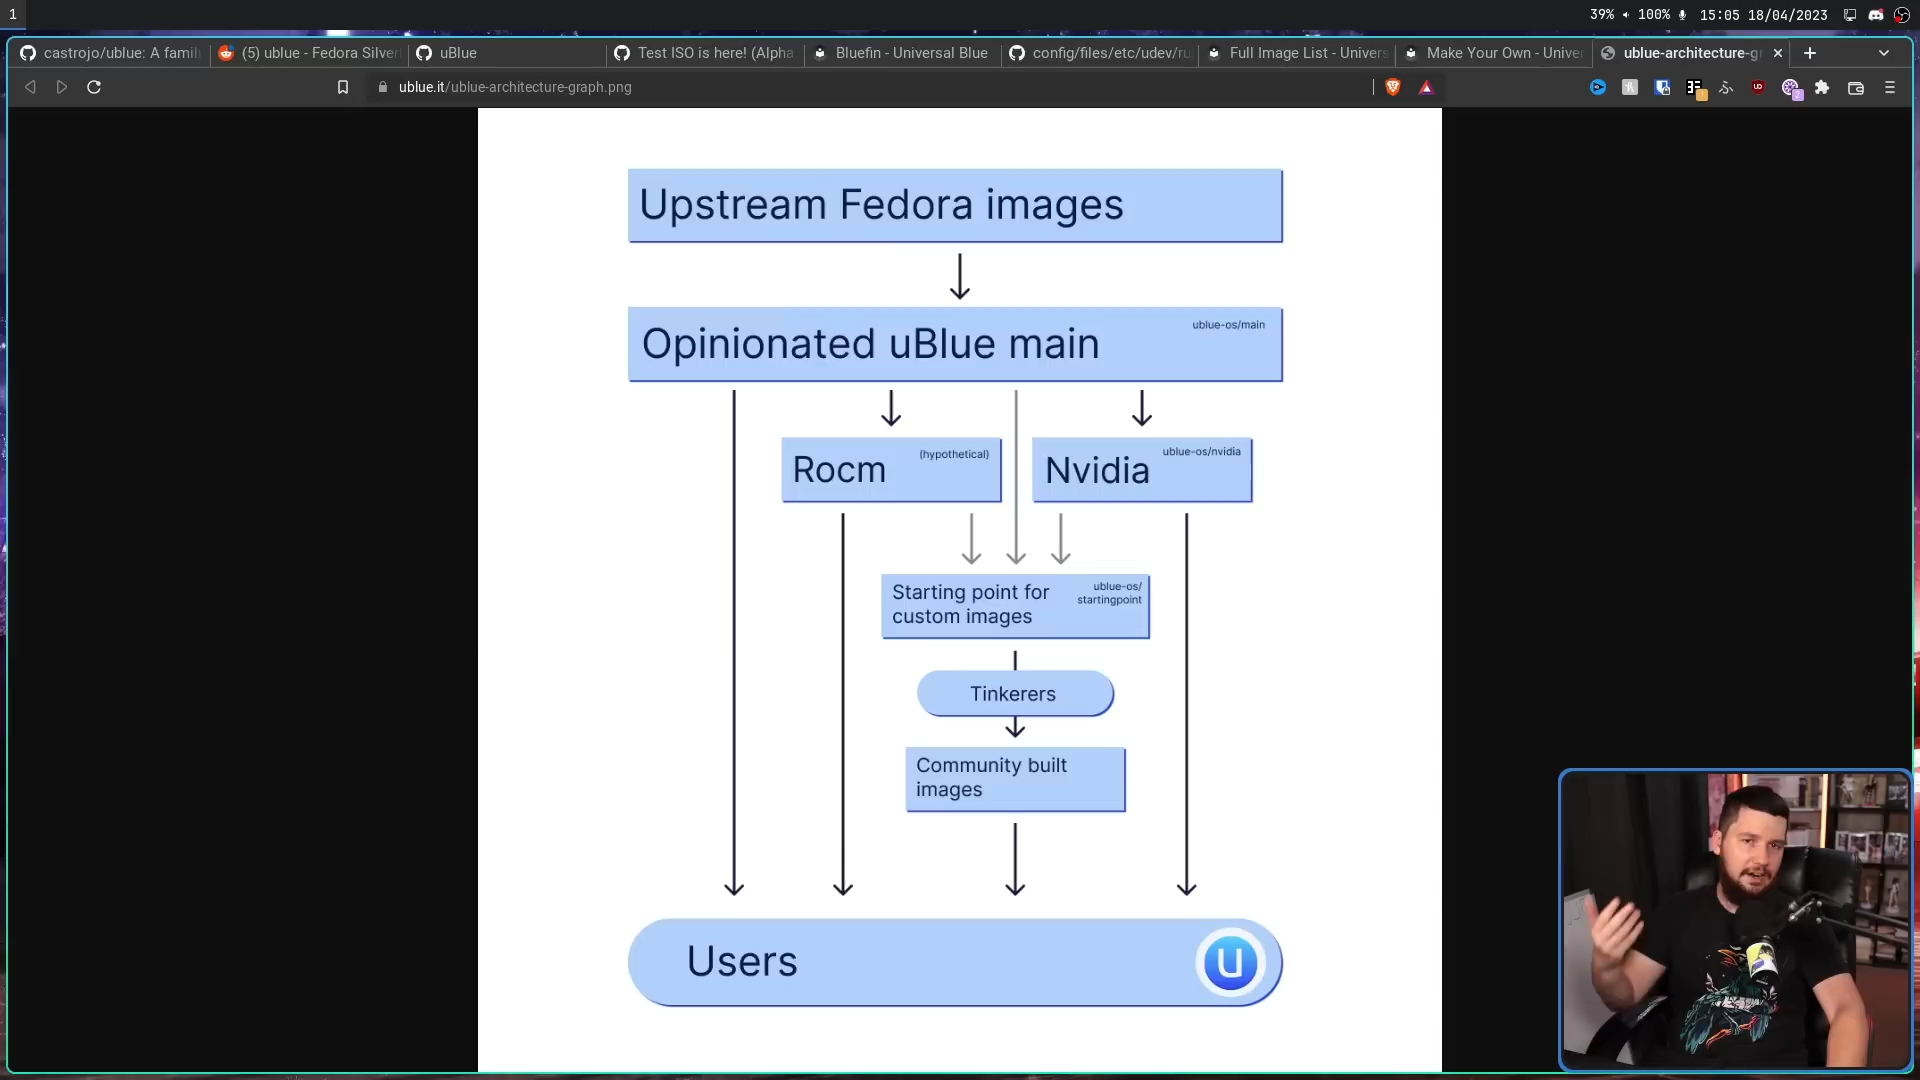 1
39% 100% 15:05 18/04/2023
castrojo/ublue: A famil
(5) ublue - Fedora Silver
uBlue
Test ISO is here! (Alpha
Bluefin - Universal Blue
config/files/etc/udev/ru
Full Image List - Univers
Make Your Own - Univer
ublue-architecture-g
ublue.it/ublue-architecture-graph.png
Upstream Fedora images
Opinionated uBlue main
ublue-os/main
Rocm
(hypothetical)
Nvidia
ublue-os/nvidia
Starting point for
custom images
ublue-os/
startingpoint
Tinkerers
Community built
images
Users
U